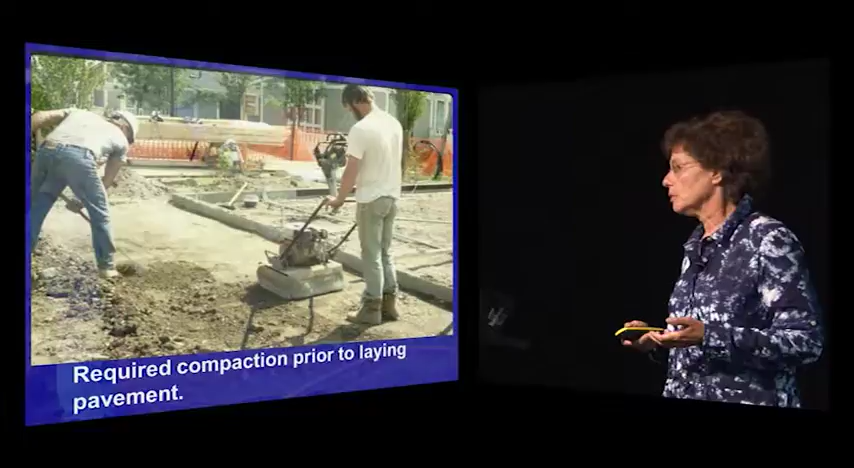 Required compaction prior to laying
pavement.